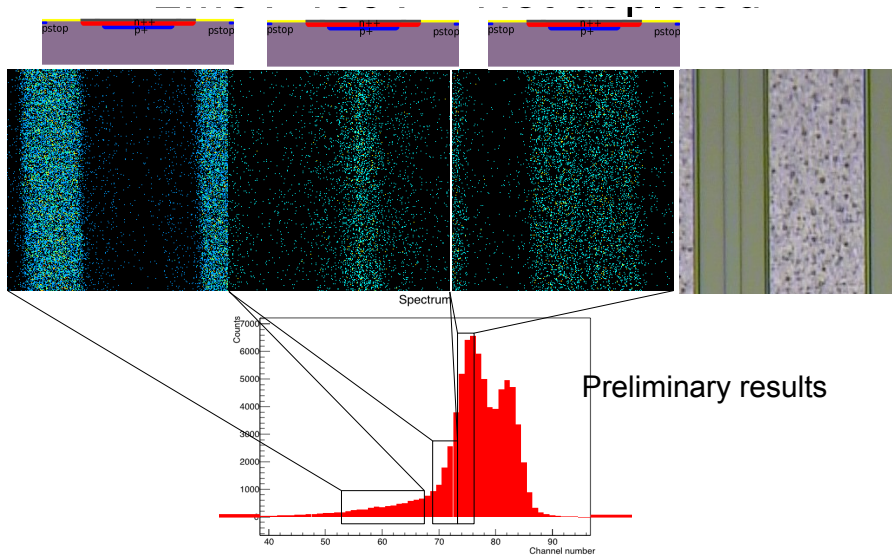 n++ n++ n++
pstop p+ pstop pstop p+ pstop pstop p+ pstop
Spectrum
Counts
7000
6000
5000
4000
3000
2000
1000
0
40 50 60 70 80 90
Channel number
Preliminary results